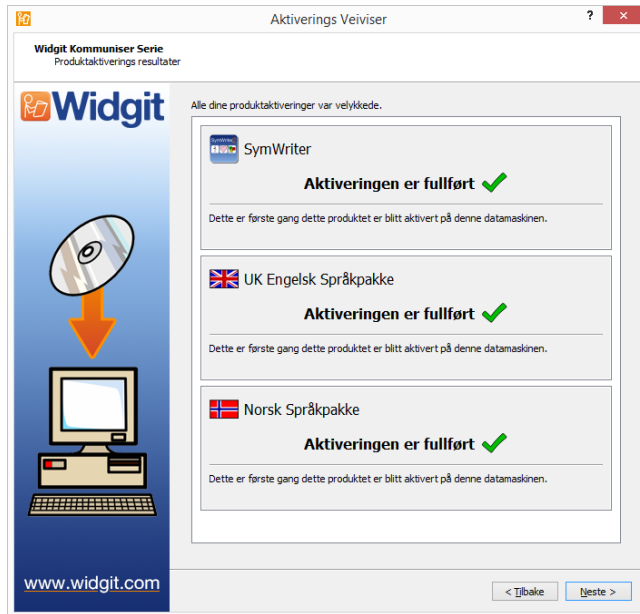 Aktiverings Veiviser
Widgit Kommuniser Serie
Produktaktiverings resultater
Widgit
Alle dine produktaktiveringer var velykkede.
SymWriter
Aktiveringen er fullført
Dette er første gang dette produktet er blitt aktivert på denne datamaskinen.
UK Engelsk Språkpakke
Aktiveringen er fullført
Dette er første gang dette produktet er blitt aktivert på denne datamaskinen.
Norsk Språkpakke
Aktiveringen er fullført
Dette er første gang dette produktet er blitt aktivert på denne datamaskinen.
www.widgit.com
< Tilbake
Neste >